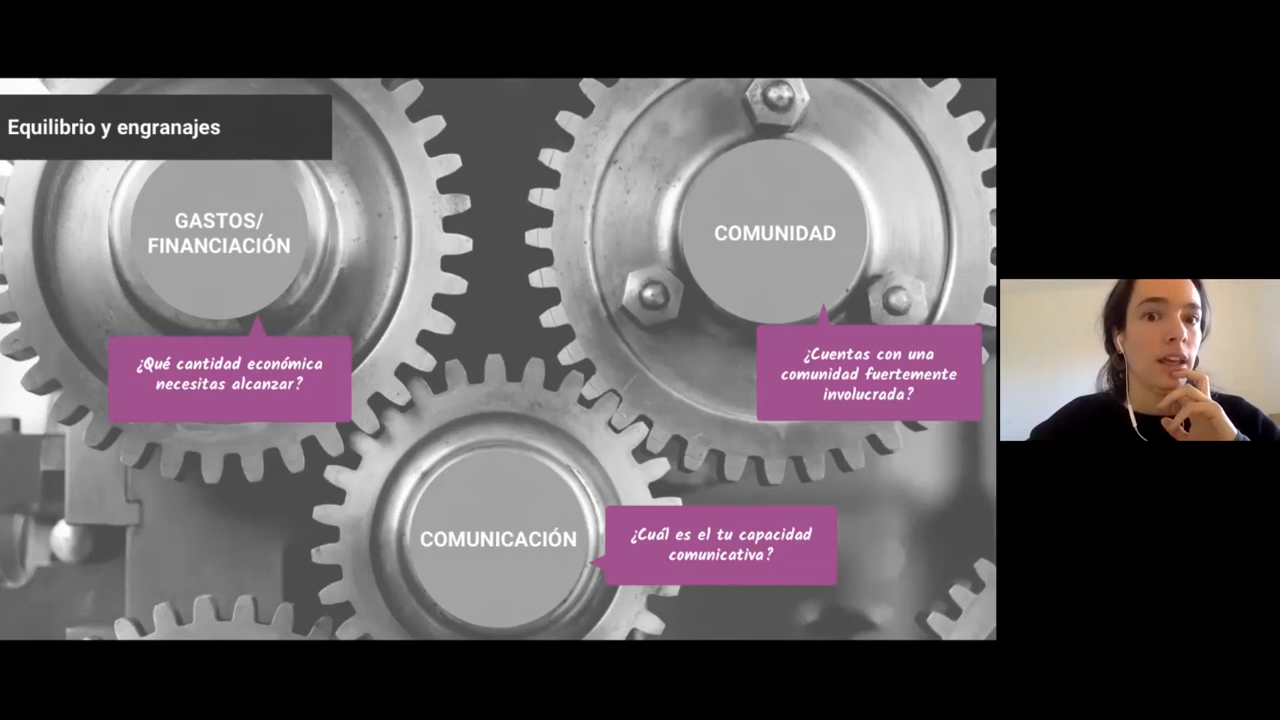 Equilibrio y engranajes
GASTOS/
FINANCIACIÓN
¿Qué cantidad económica
necesitas alcanzar?
COMUNIDAD
¿Cuentas con una
comunidad fuertemente
involucrada?
COMUNICACIÓN
¿Cuál es el tu capacidad
comunicativa?